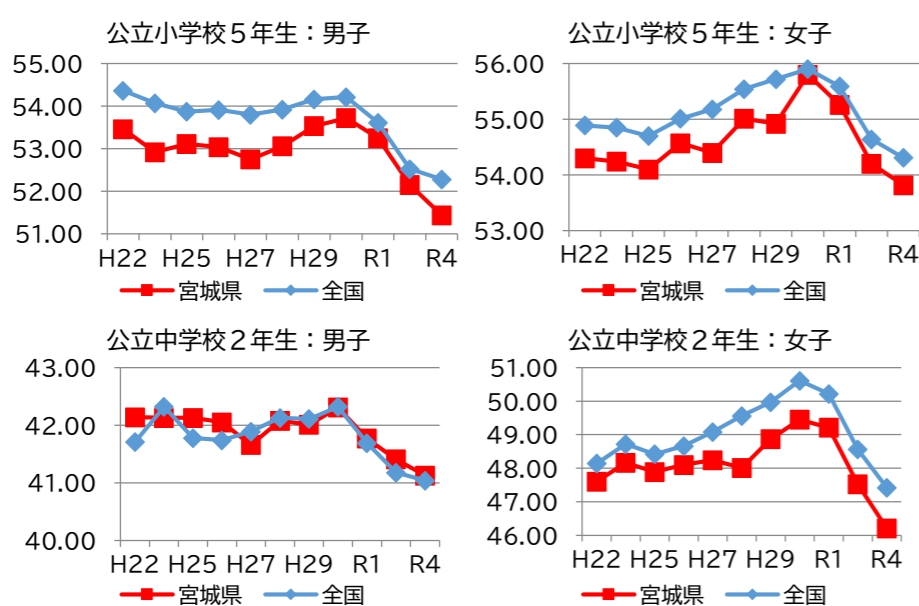 公立小学校５年生：男子
55.00
54.00
53.00
52.00
51.00
H22 H25 H27 H29 R1 R4
宮城県 全国
公立小学校５年生：女子
56.00
55.00
54.00
53.00
H22 H25 H27 H29 R1 R4
宮城県 全国
公立中学校２年生：男子
43.00
42.00
41.00
40.00
H22 H25 H27 H29 R1 R4
宮城県 全国
公立中学校２年生：女子
51.00
50.00
49.00
48.00
47.00
46.00
H22 H25 H27 H29 R1 R4
宮城県 全国